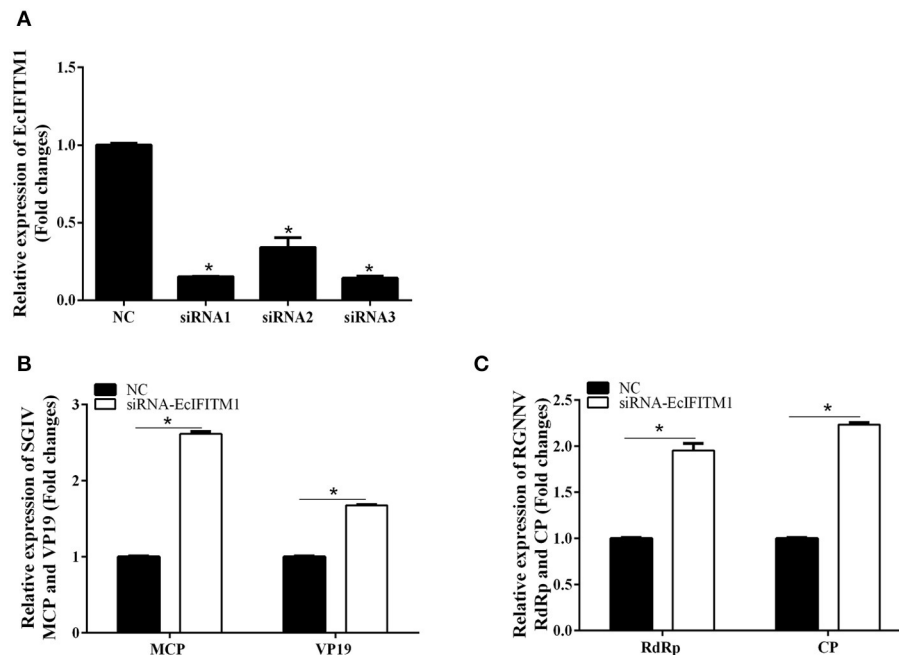 A
Relative expression of EcIFITM1
(Fold changes)
1.5
1.0
0.5
0.0
*
*
*
NC
siRNA1
siRNA2
siRNA3
B
NC
siRNA-EcIFITM1
Relative expression of SGIV
MCP and VP19 (Fold changes)
3
2
1
0
*
*
MCP
VP19
C
NC
siRNA-EcIFITM1
Relative expression of RGNNV
RdRp and CP (Fold changes)
2.5
2.0
1.5
1.0
0.5
0.0
*
*
RdRp
CP